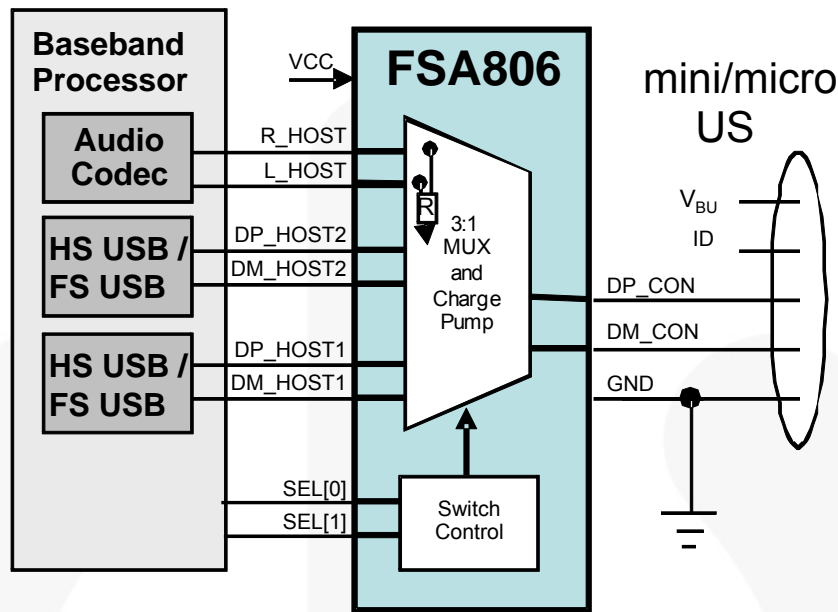 Baseband
Processor
VCC
FSA806
mini/micro
US
Audio
Codec
R_HOST
L_HOST
R
3:1
MUX
and
Charge
Pump
VBU
ID
HS USB /
FS USB
DP_HOST2
DM_HOST2
DP_CON
DM_CON
HS USB /
FS USB
DP_HOST1
DM_HOST1
GND
SEL[0]
SEL[1]
Switch
Control